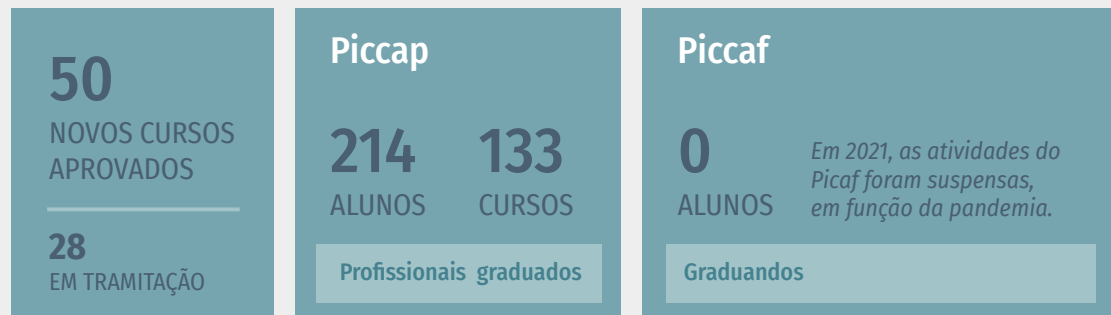 50
NOVOS CURSOS
APROVADOS
28
EM TRAMITAÇÃO
Piccap
214
ALUNOS
133
CURSOS
Profissionais graduados
Piccaf
0
ALUNOS
Em 2021, as atividades do
Picaf foram suspensas,
em função da pandemia.
Graduandos